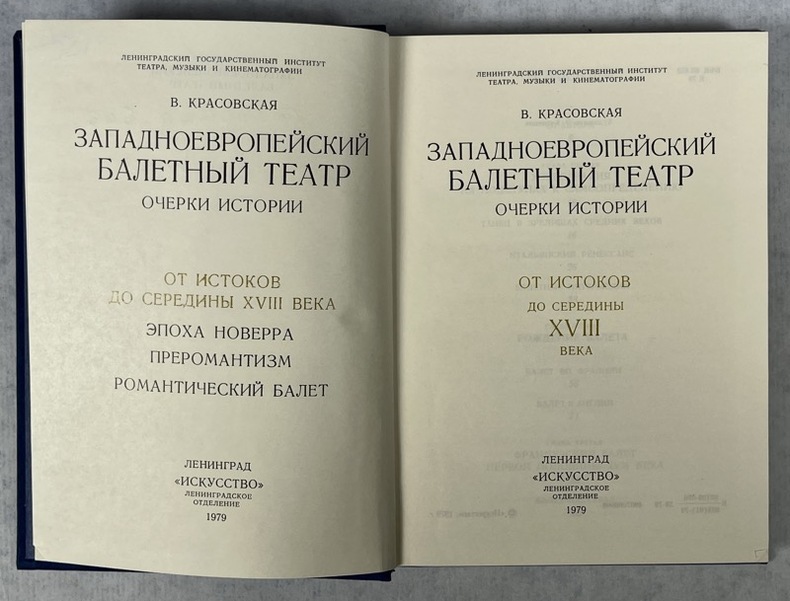 ЛЕНИНГРАДСКИЙ ГОСУДАРСТВЕННЫЙ ИНСТИТУТ
ТЕАТРА, МУЗЫКИ И КИНЕМАТОГРАФИИ
В. КРАСОВСКАЯ
ЗАПАДНОЕВРОПЕЙСКИЙ
БАЛЕТНЫЙ ТЕАТР
ОЧЕРКИ ИСТОРИИ
ОТ ИСТОКОВ
ДО СЕРЕДИНЫ XVIII ВЕКА
ЭПОХА НОВЕРРА
ПРЕРОМАНТИЗМ
РОМАНТИЧЕСКИЙ БАЛЕТ
ЛЕНИНГРАД
«ИСКУССТВО»
ЛЕНИНГРАДСКОЕ
ОТДЕЛЕНИЕ
1979
ЛЕНИНГРАДСКИЙ ГОСУДАРСТВЕННЫЙ ИНСТИТУТ
ТЕАТРА, МУЗЫКИ И КИНЕМАТОГРАФИИ
В. КРАСОВСКАЯ
ЗАПАДНОЕВРОПЕЙСКИЙ
БАЛЕТНЫЙ ТЕАТР
ОЧЕРКИ ИСТОРИИ
ОТ ИСТОКОВ
ДО СЕРЕДИНЫ
XVIII
ВЕКА
ЛЕНИНГРАД
«ИСКУССТВО»
ЛЕНИНГРАДСКОЕ
ОТДЕЛЕНИЕ
1979